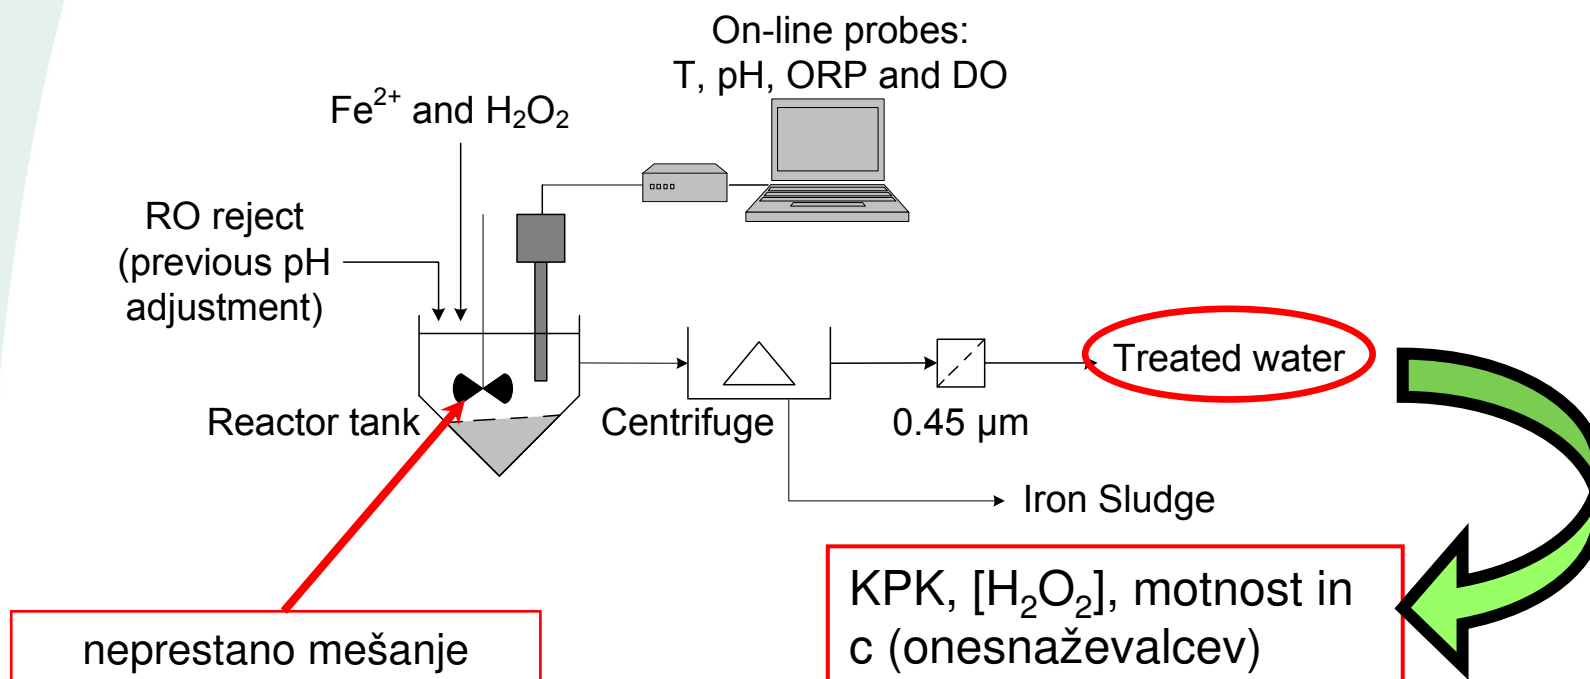 On-line probes:
T, pH, ORP and DO
Fe²⁺ and H₂O₂
RO reject
(previous pH
adjustment)
Treated water
Reactor tank
Centrifuge
0.45 µm
Iron Sludge
neprestano mešanje
KPK, [H₂O₂], motnost in
c (onesnaževalcev)